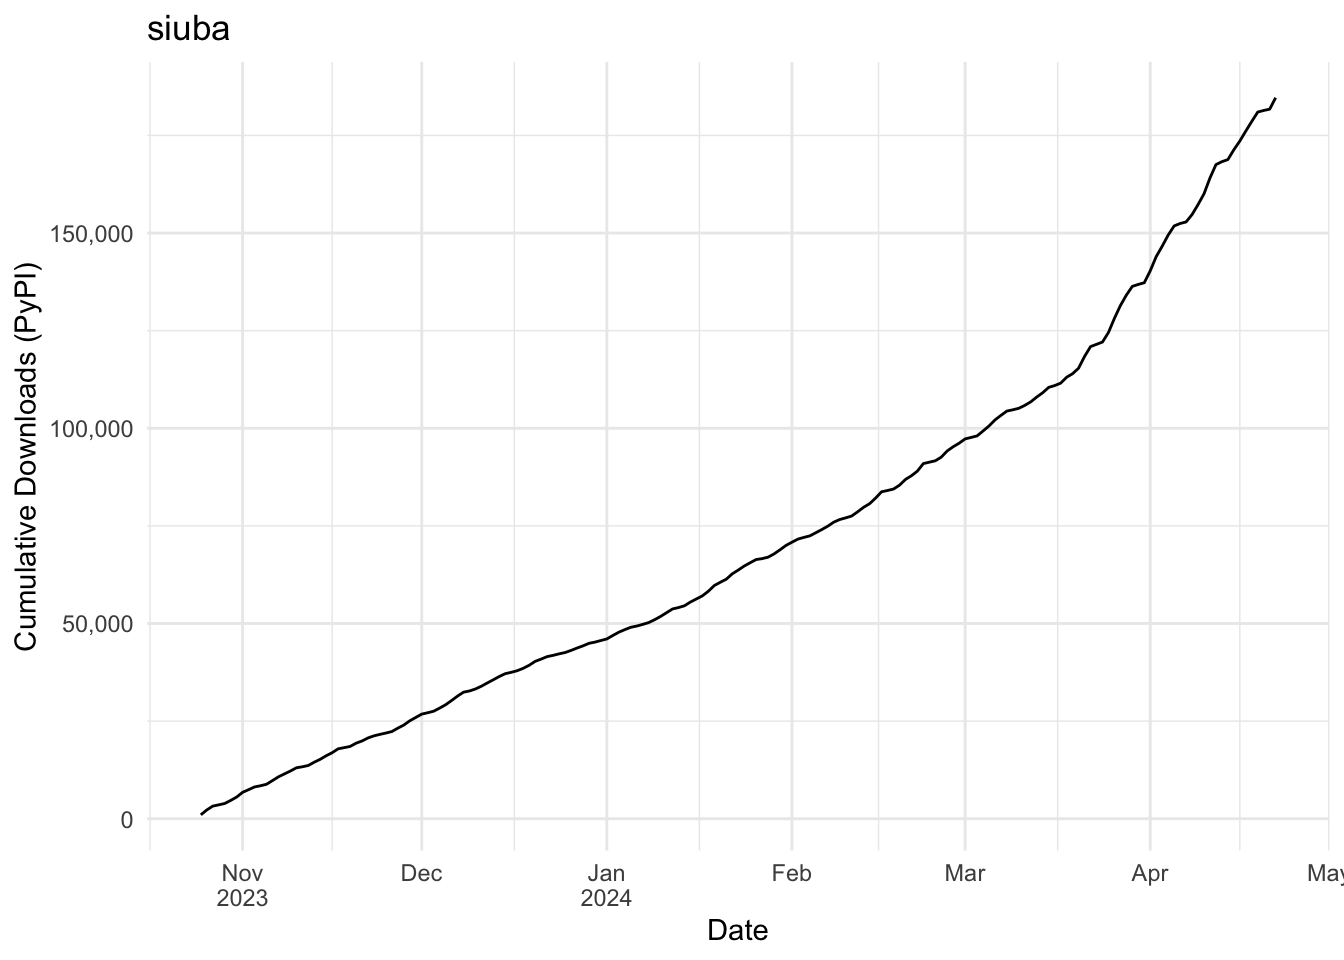 siuba
Cumulative Downloads (PyPI)
150,000
100,000
50,000
0
Nov
2023
Dec
Jan
2024
Feb
Mar
Apr
May
Date